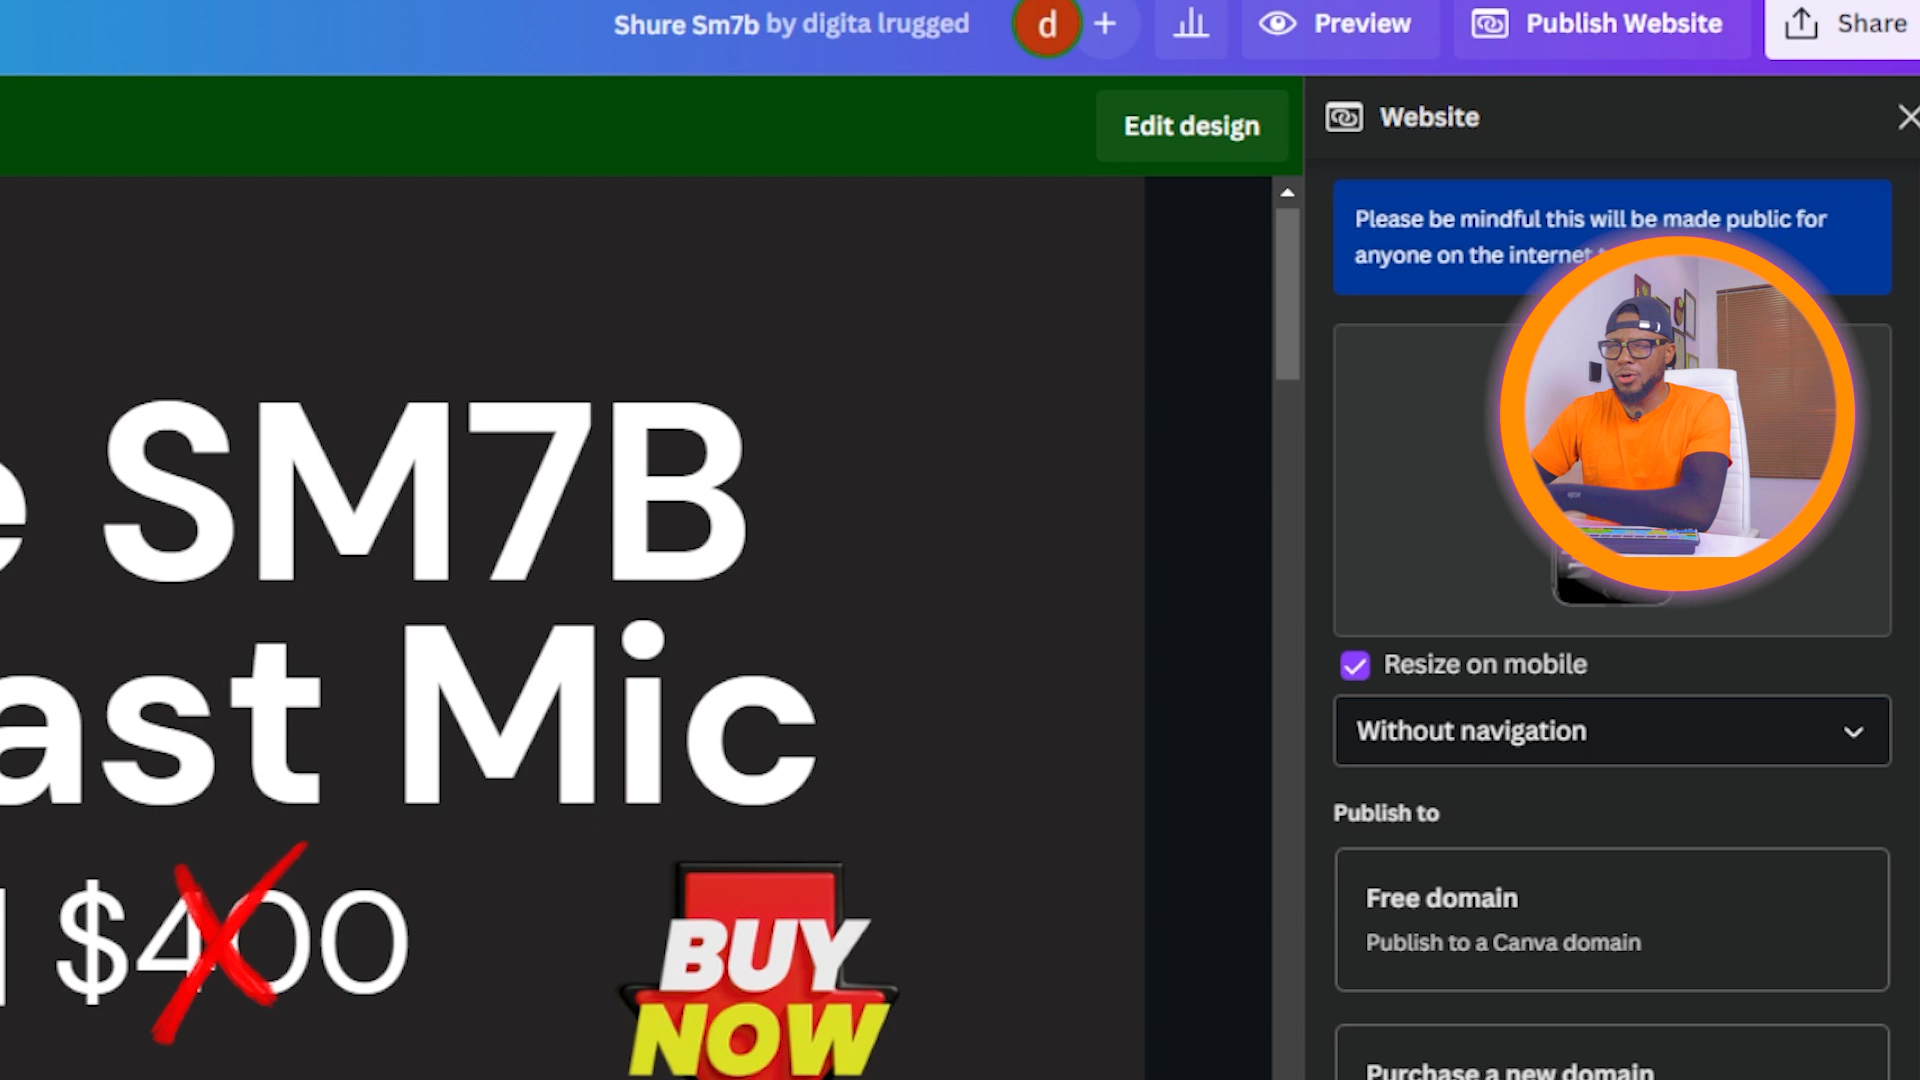 Shure Sm7b by digita lrugged
d
+
Preview
Publish Website
Share
Edit design
Website
Please be mindful this will be made public for
anyone on the internet
SM7B
ast Mic
$400
BUY
NOW
Resize on mobile
Without navigation
Publish to
Free domain
Publish to a Canva domain
Purchase a new domain